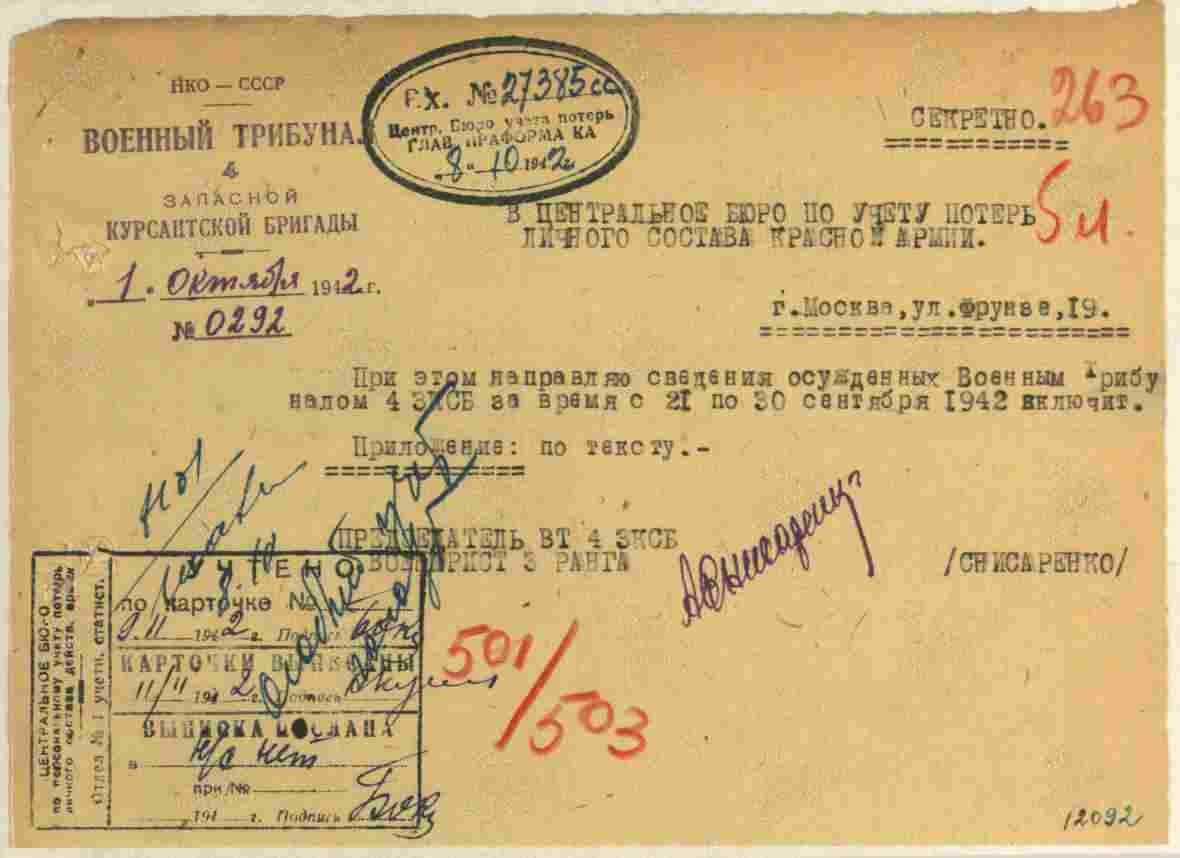 НКО — СССР
ВОЕННЫЙ ТРИБУНАЛ
4
ЗАПАСНОЙ
КУРСАНТСКОЙ БРИГАДЫ
„1" октября 1942 г.
№ 0292
Вх. № 27385сс
Центр. Бюро учета потерь
КА
„8" 10 1942 г.
СЕКРЕТНО.
263
В ЦЕНТРАЛЬНОЕ БЮРО ПО УЧЕТУ ПОТЕРЬ
ЛИЧНОГО СОСТАВА КРАСНОЙ АРМИИ.
5 л.
г.Москва,ул.Фрунзе,19.
При этом направляю сведения осужденных Военным Трибу
налом 4 ЗКСБ за время с 21 по 30 сентября 1942 включит.
Приложение: по тексту.-
ПРЕДСЕДАТЕЛЬ ВТ 4 ЗКСБ
ВОЕНЮРИСТ 3 РАНГА
/СНИСАРЕНКО/
ЦЕНТРАЛЬНОЕ БЮРО
по персональному учету потерь
личного состава действ. армии
Отдел № 1 учетн. статист.
УЧТЕНО
по карточке №
9.11 1942 г. Подпись
КАРТОЧКИ
11/11 1942 г. Подпись
ВЫПИСКА ПОСЛАНА
в н/с нет
при №
194 г. Подпись
8.10
501/503
12092